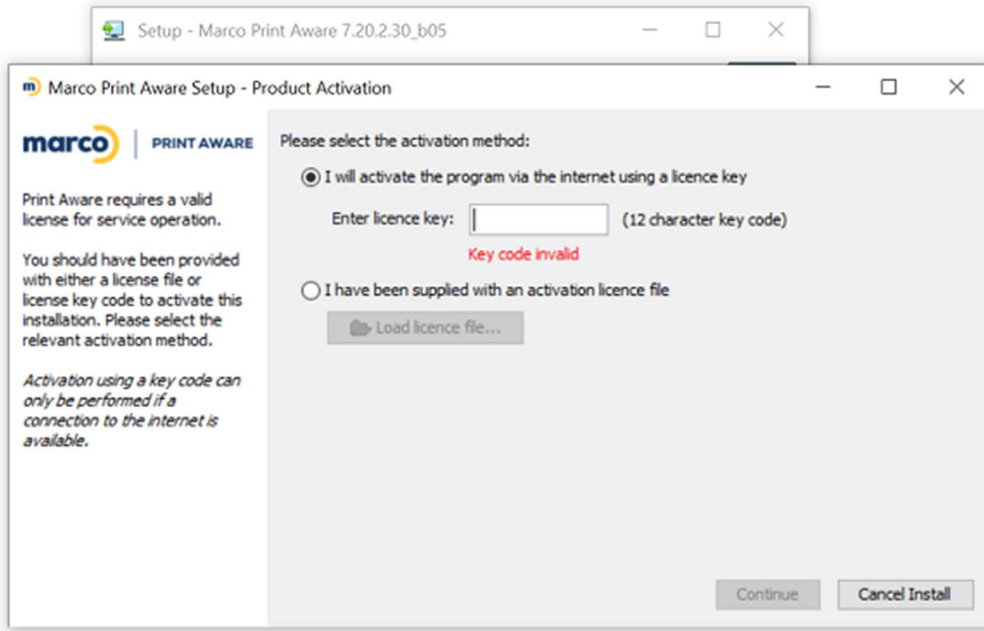 Setup - Marco Print Aware 7.20.2.30_b05
Marco Print Aware Setup - Product Activation
marco PRINT AWARE
Print Aware requires a valid
license for service operation.
You should have been provided
with either a license file or
license key code to activate this
installation. Please select the
relevant activation method.
Activation using a key code can
only be performed if a
connection to the internet is
available.
Please select the activation method:
I will activate the program via the internet using a licence key
Enter licence key: (12 character key code)
Key code invalid
I have been supplied with an activation licence file
Load licence file...
Continue Cancel Install